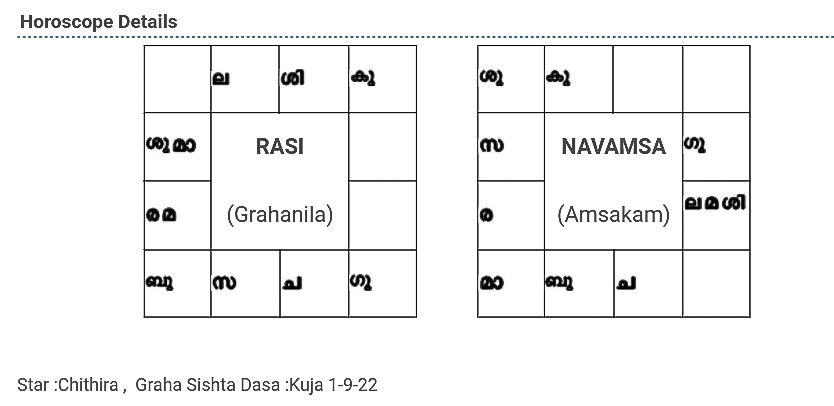 Horoscope Details
ല ശി കു ശു കു
ശു മാ RASI സ NAVAMSA ഗു
ര മ (Grahanila) ര (Amsakam) ല മ ശി
ബു സ ച ഗു മാ ബു ച
Star :Chithira , Graha Sishta Dasa :Kuja 1-9-22